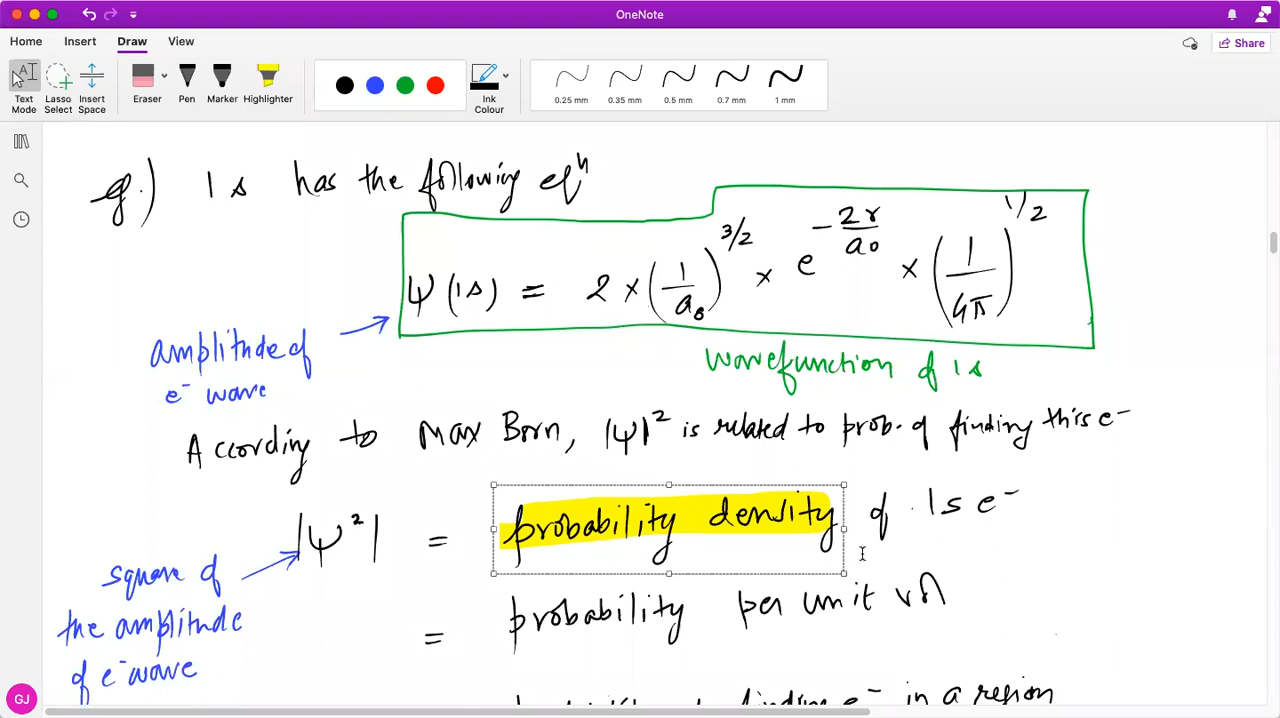 OneNote
Home Insert Draw View
Share
Text Mode
Lasso Select
Insert Space
Eraser
Pen
Marker
Highlighter
Ink Colour
0.25 mm
0.35 mm
0.5 mm
0.7 mm
1 mm
eg.) 1s has the following eqⁿ
ψ(1s) = 2 × (1/a₀)^3/2 × e^-2r/a₀ × (1/4π)^1/2
amplitude of
e⁻ wave
wavefunction of 1s
According to Max Born, |ψ|² is related to prob. of finding this e⁻
|ψ²| = probability density of 1s e⁻
square of
the amplitude
of e⁻ wave
= probability per unit vol
finding e⁻ in a region
GJ